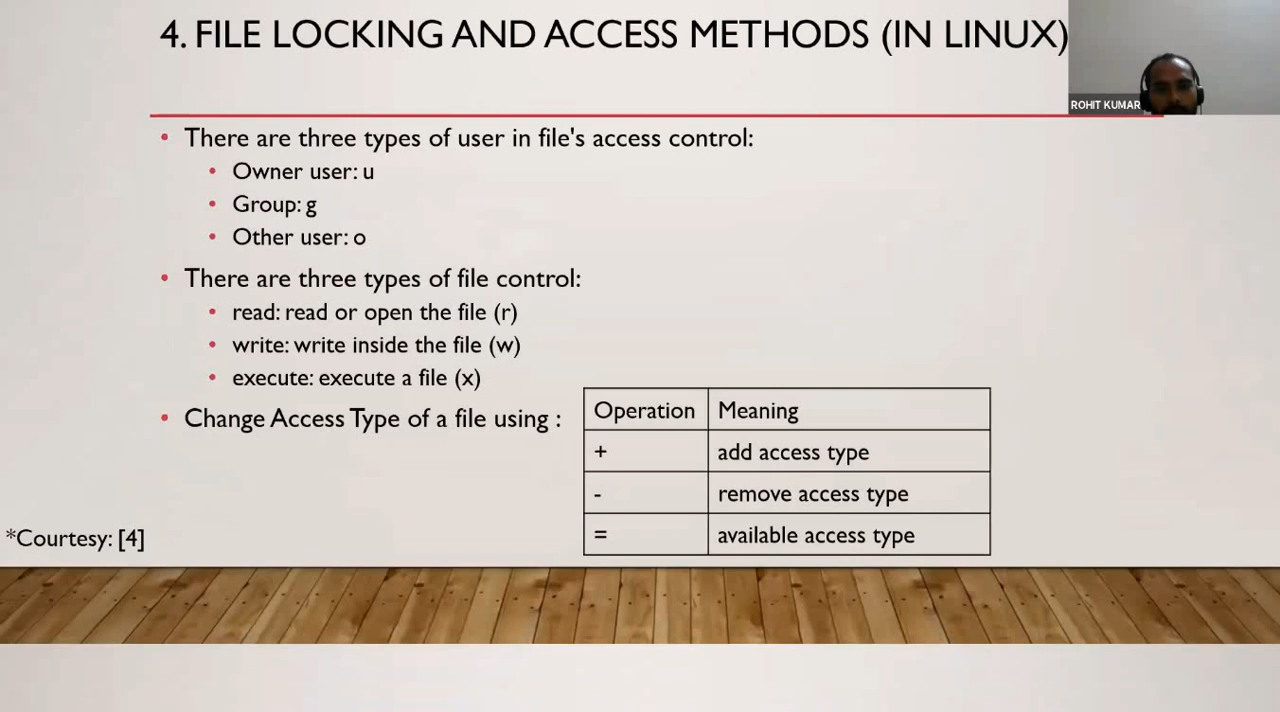 4. FILE LOCKING AND ACCESS METHODS (IN LINUX)
ROHIT KUMAR
• There are three types of user in file's access control:
• Owner user: u
• Group: g
• Other user: o
• There are three types of file control:
• read: read or open the file (r)
• write: write inside the file (w)
• execute: execute a file (x)
• Change Access Type of a file using :
Operation Meaning
+ add access type
- remove access type
= available access type
*Courtesy: [4]